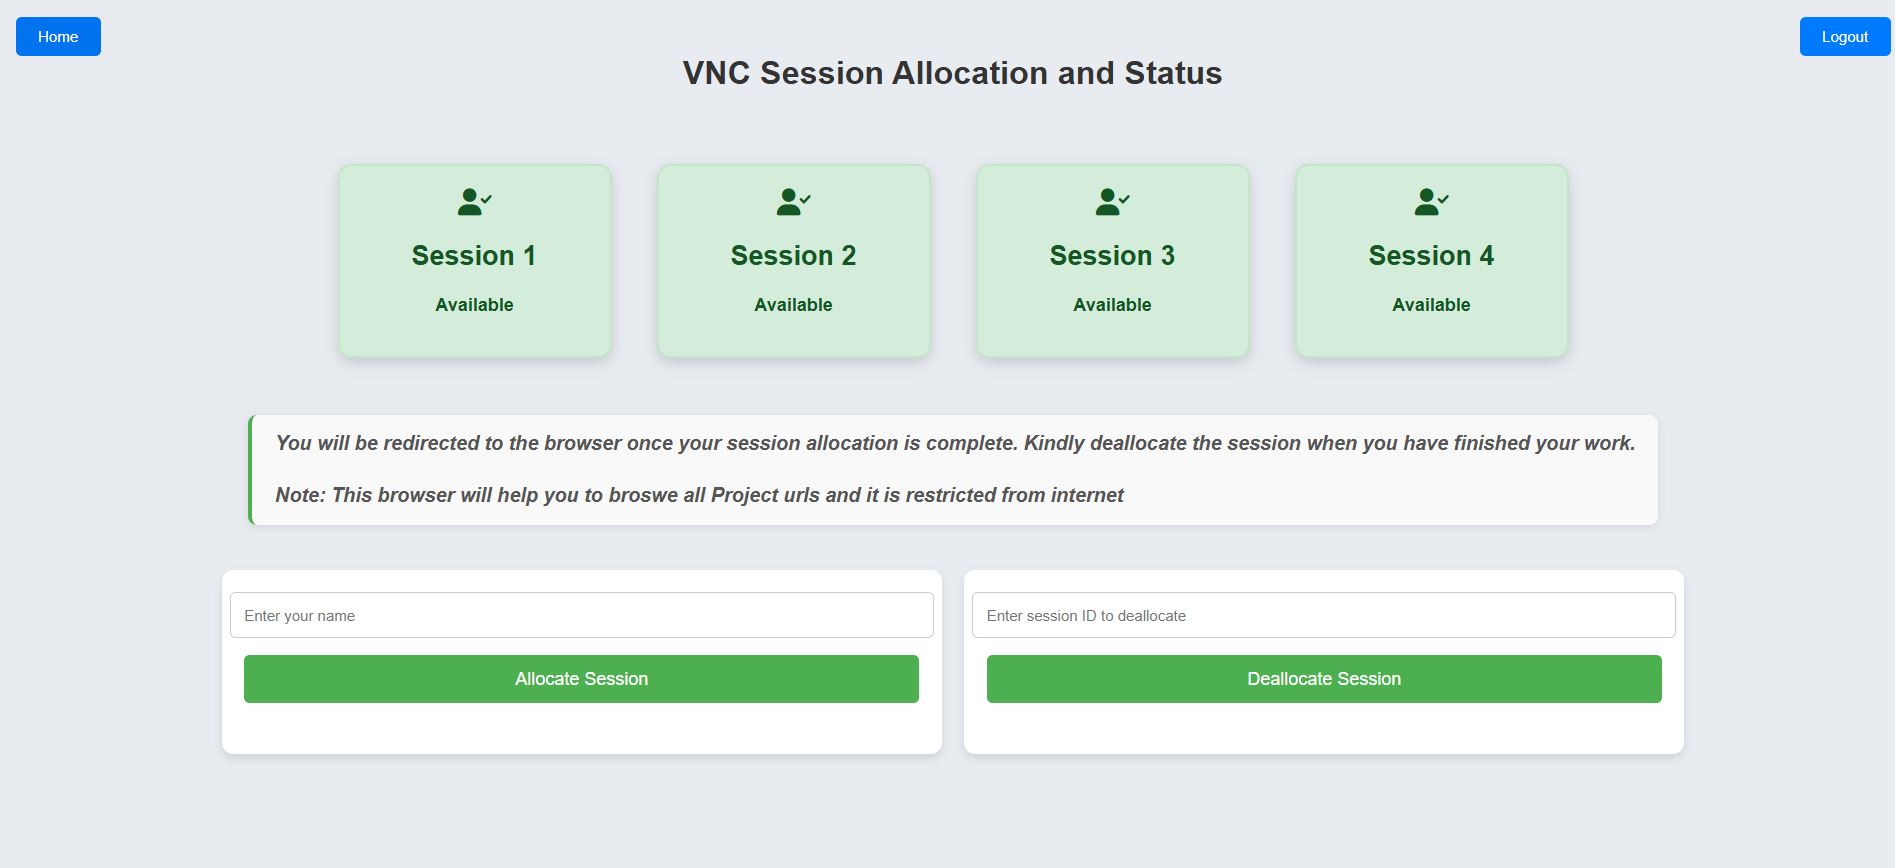 Home
Logout
VNC Session Allocation and Status
Session 1
Available
Session 2
Available
Session 3
Available
Session 4
Available
You will be redirected to the browser once your session allocation is complete. Kindly deallocate the session when you have finished your work.
Note: This browser will help you to broswe all Project urls and it is restricted from internet
Enter your name
Allocate Session
Enter session ID to deallocate
Deallocate Session